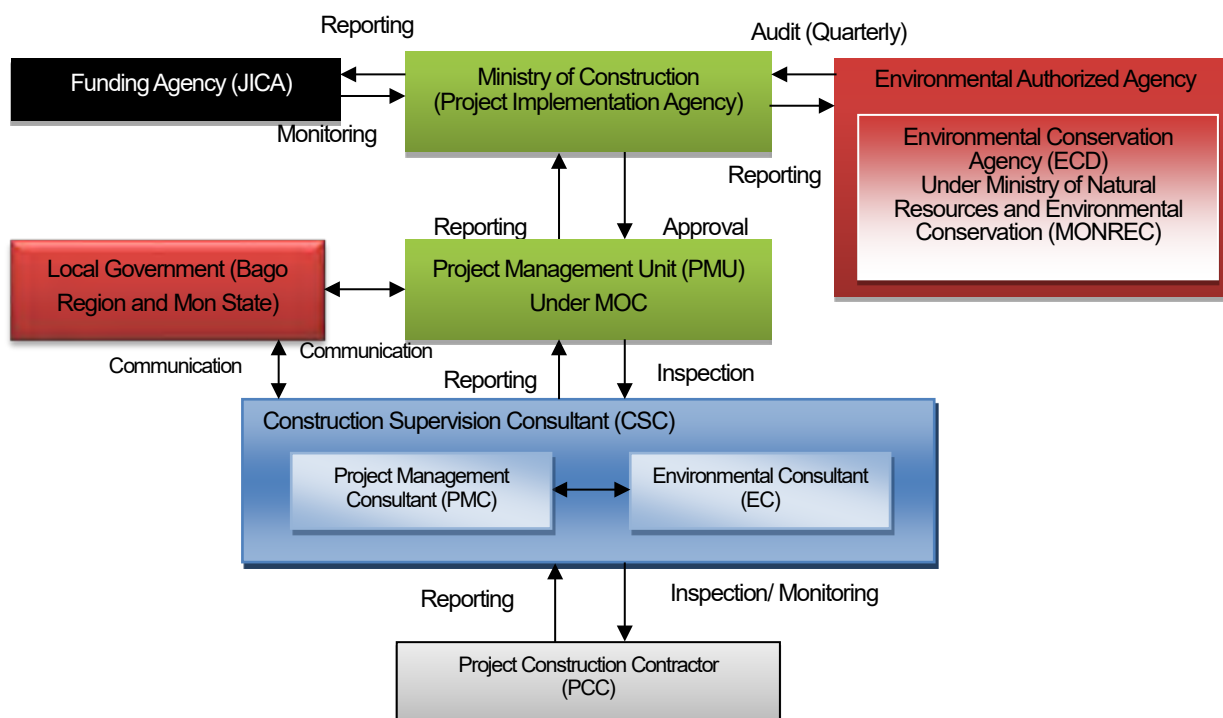 Reporting
Audit (Quarterly)
Funding Agency (JICA)
Ministry of Construction
(Project Implementation Agency)
Environmental Authorized Agency
Monitoring
Environmental Conservation
Agency (ECD)
Under Ministry of Natural
Resources and Environmental
Conservation (MONREC)
Reporting
Reporting
Approval
Local Government (Bago
Region and Mon State)
Project Management Unit (PMU)
Under MOC
Communication
Communication
Reporting
Inspection
Construction Supervision Consultant (CSC)
Project Management
Consultant (PMC)
Environmental Consultant
(EC)
Reporting
Inspection/ Monitoring
Project Construction Contractor
(PCC)